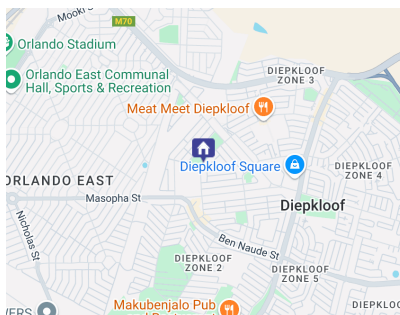 Mooki S
M70
Orlando Stadium
Orlando East Communal
Hall, Sports & Recreation
DIEPKLOOF
ZONE 3
Meat Meet Diepkloof
Diepkloof Square
DIEPKLOOF
ZONE 4
ORLANDO EAST
Masopha St
Diepkloof
Nicholas St
Ben Naude St
DIEPKLOOF
ZONE 2
DIEPKLOOF
ZONE 5
VERS
Makubenjalo Pub